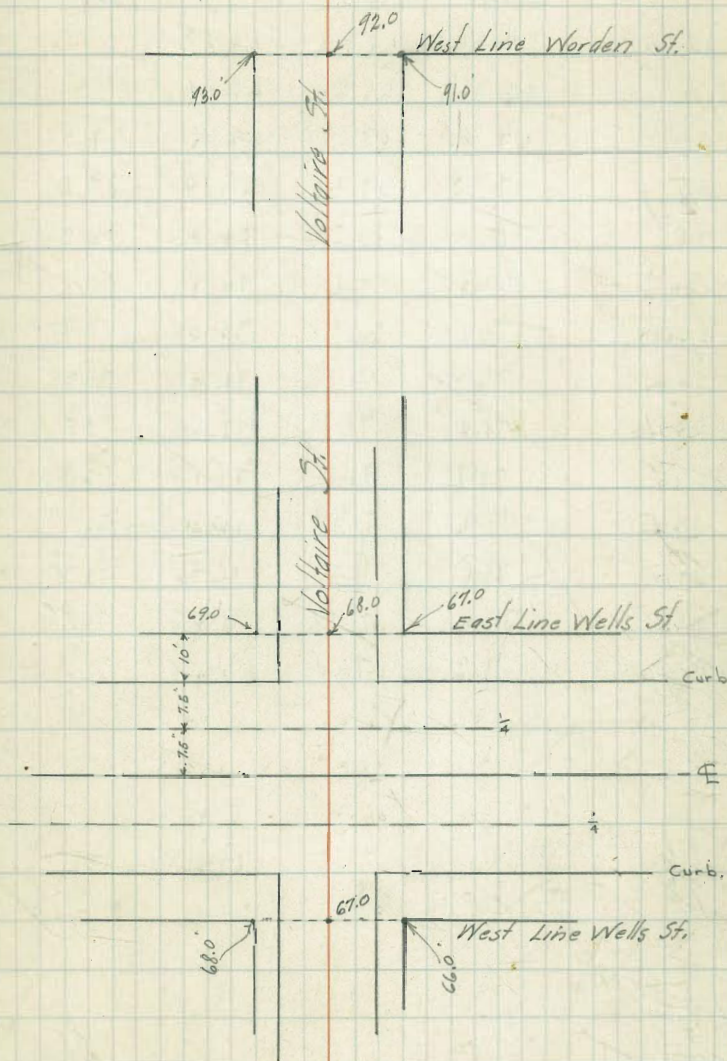 92.0
West Line Worden St.
93.0'
91.0'
Voltaire St.
Voltaire St.
69.0
68.0
67.0
East Line Wells St.
10'
Curb
7.5'
1/4
7.5'
℄
1/4
Curb.
67.0
West Line Wells St.
68.0'
66.0'